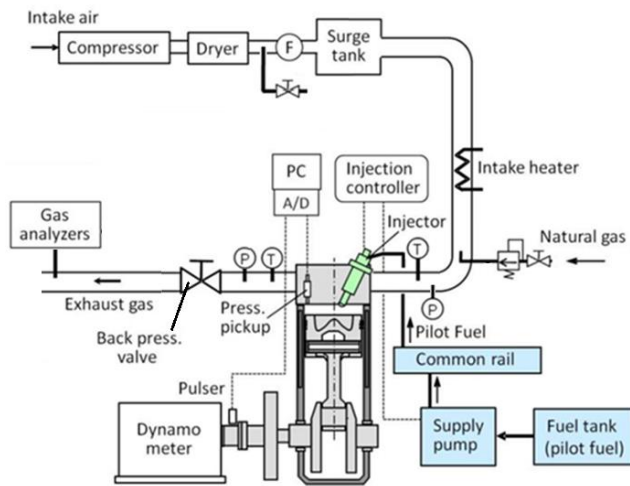 Intake air
Compressor
Dryer
F
Surge
tank
PC
A/D
Injection
controller
Intake heater
Injector
Gas
analyzers
P
T
T
Natural gas
Exhaust gas
Press.
pickup
P
Back press.
valve
Pilot Fuel
Common rail
Pulser
Dynamo
meter
Supply
pump
Fuel tank
(pilot fuel)